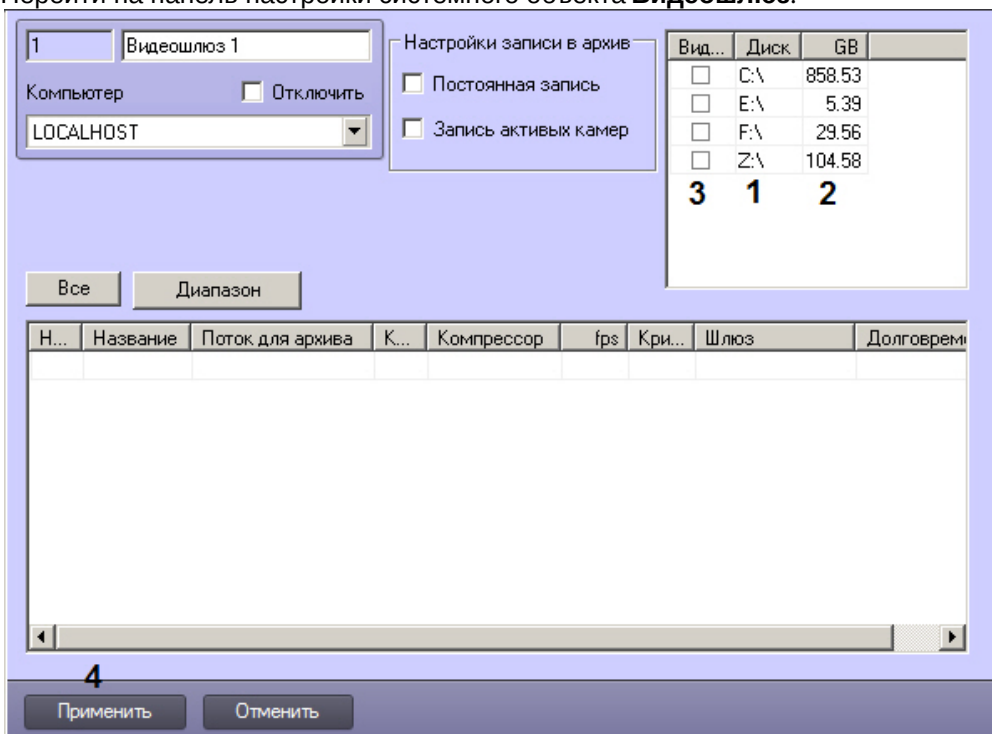 Перейти на панель настройки системного объекта Видеошлюз.
1 Видеошлюз 1
Компьютер Отключить
LOCALHOST
Настройки записи в архив
Постоянная запись
Запись активых камер
Вид... Диск GB
C:\ 858.53
E:\ 5.39
F:\ 29.56
Z:\ 104.58
3 1 2
Все Диапазон
Н... Название Поток для архива К... Компрессор fps Кри... Шлюз Долговрем
4
Применить Отменить